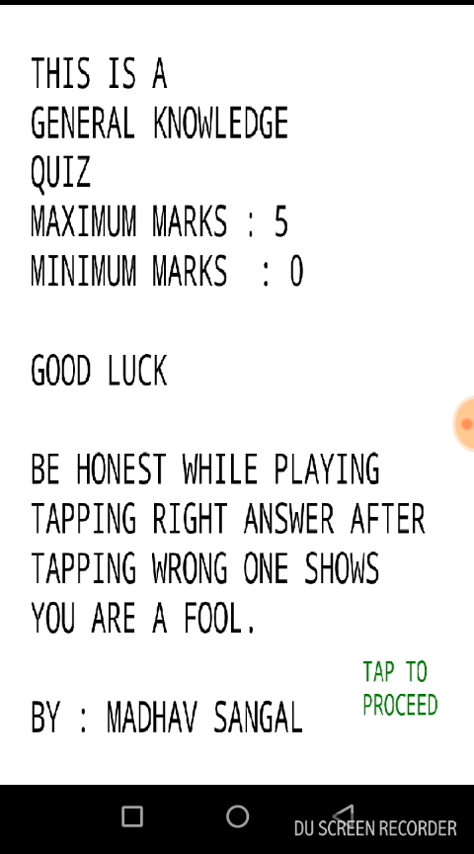 THIS IS A
GENERAL KNOWLEDGE
QUIZ
MAXIMUM MARKS : 5
MINIMUM MARKS  : 0
GOOD LUCK
BE HONEST WHILE PLAYING
TAPPING RIGHT ANSWER AFTER
TAPPING WRONG ONE SHOWS
YOU ARE A FOOL.
TAP TO
PROCEED
BY : MADHAV SANGAL
DU SCREEN RECORDER